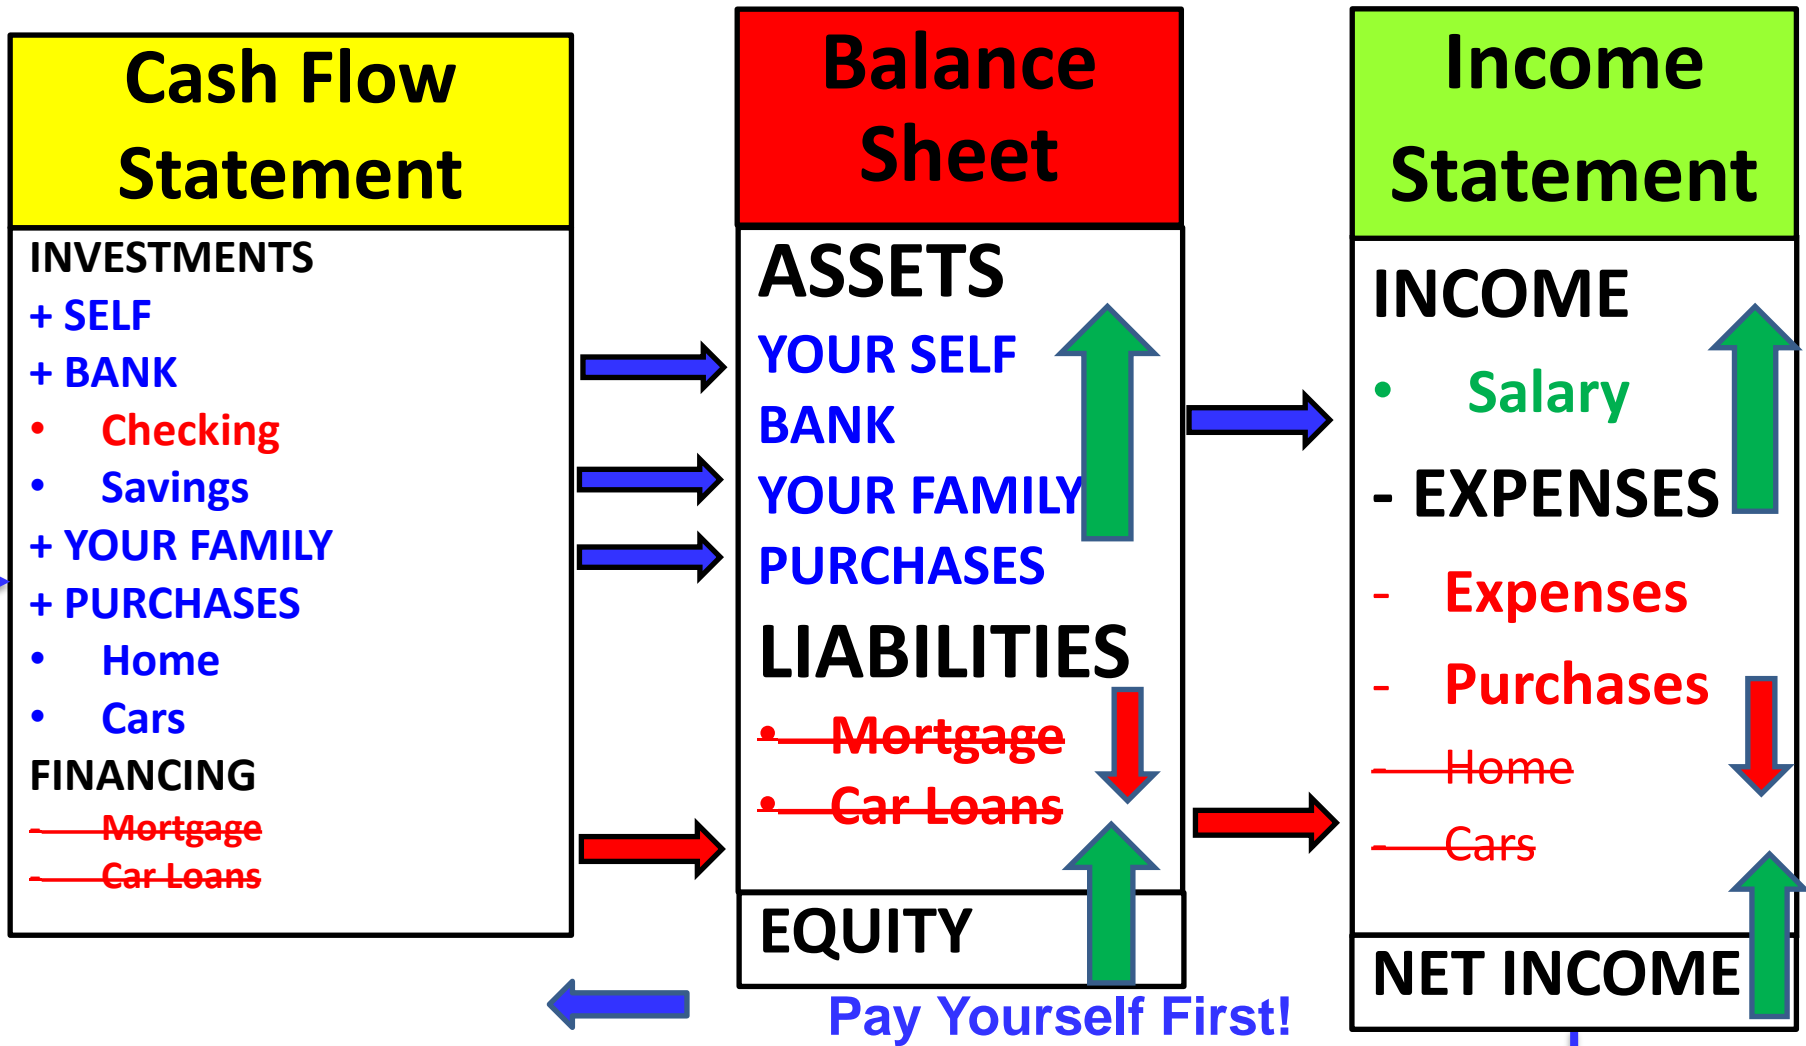 Cash Flow
Statement
INVESTMENTS
+ SELF
+ BANK
• Checking
• Savings
+ YOUR FAMILY
+ PURCHASES
• Home
• Cars
FINANCING
- Mortgage
- Car Loans
Balance
Sheet
ASSETS
YOUR SELF
BANK
YOUR FAMILY
PURCHASES
LIABILITIES
• Mortgage
• Car Loans
EQUITY
Income
Statement
INCOME
• Salary
- EXPENSES
- Expenses
- Purchases
- Home
- Cars
NET INCOME
Pay Yourself First!